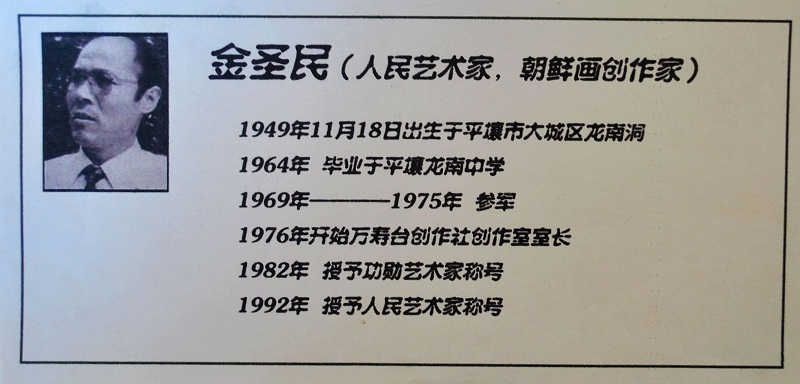 金圣民（人民艺术家，朝鲜画创作家）
1949年11月18日出生于平壤市大城区龙南洞
1964年 毕业于平壤龙南中学
1969年————1975年 参军
1976年开始万寿台创作社创作室室长
1982年 授予功勋艺术家称号
1992年 授予人民艺术家称号